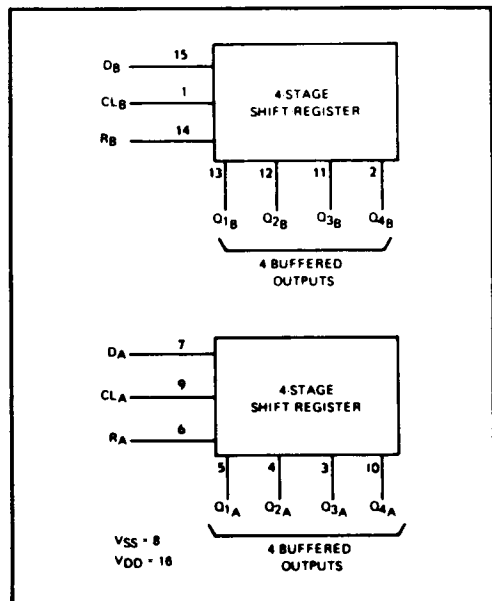 DB 15
CLB 1
RB 14
4-STAGE
SHIFT REGISTER
13 12 11 2
Q1B Q2B Q3B Q4B
4 BUFFERED
OUTPUTS
DA 7
CLA 9
RA 6
4-STAGE
SHIFT REGISTER
5 4 3 10
Q1A Q2A Q3A Q4A
VSS = 8
VDD = 16
4 BUFFERED
OUTPUTS